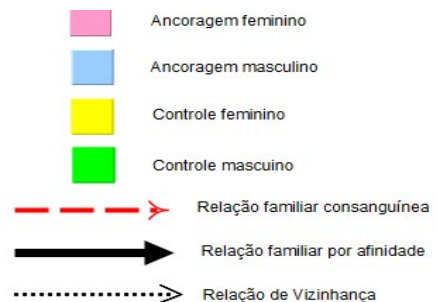 Ancoragem feminino
Ancoragem masculino
Controle feminino
Controle mascuino
Relação familiar consanguínea
Relação familiar por afinidade
Relação de Vizinhança